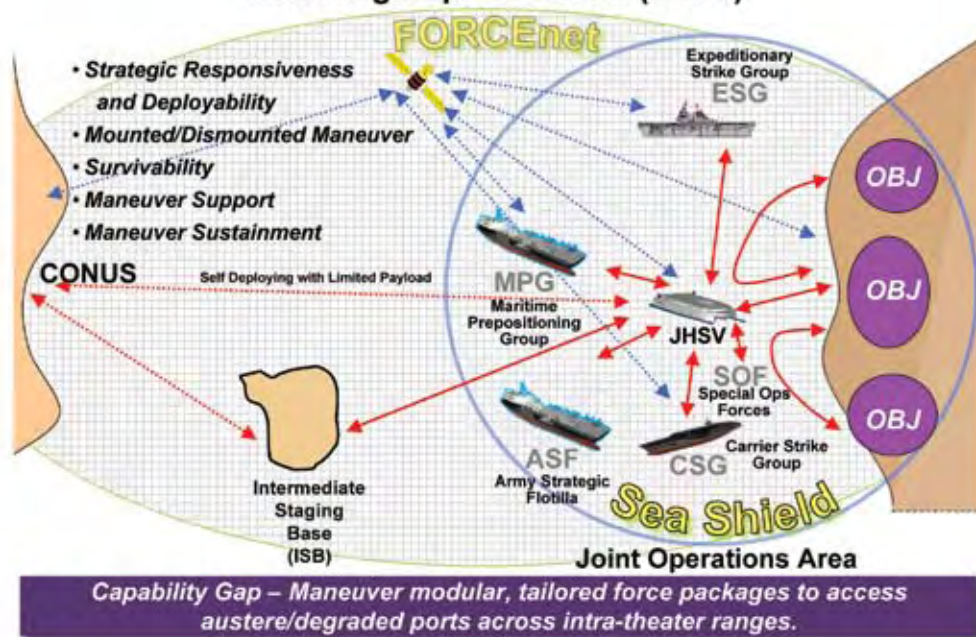 FORCEnet
• Strategic Responsiveness
and Deployability
• Mounted/Dismounted Maneuver
• Survivability
• Maneuver Support
• Maneuver Sustainment
Expeditionary
Strike Group
ESG
OBJ
OBJ
OBJ
CONUS
Self Deploying with Limited Payload
MPG
Maritime
Prepositioning
Group
JHSV
SOF
Special Ops
Forces
ASF
Army Strategic
Flotilla
CSG
Carrier Strike
Group
Intermediate
Staging
Base
(ISB)
Sea Shield
Joint Operations Area
Capability Gap – Maneuver modular, tailored force packages to access
austere/degraded ports across intra-theater ranges.